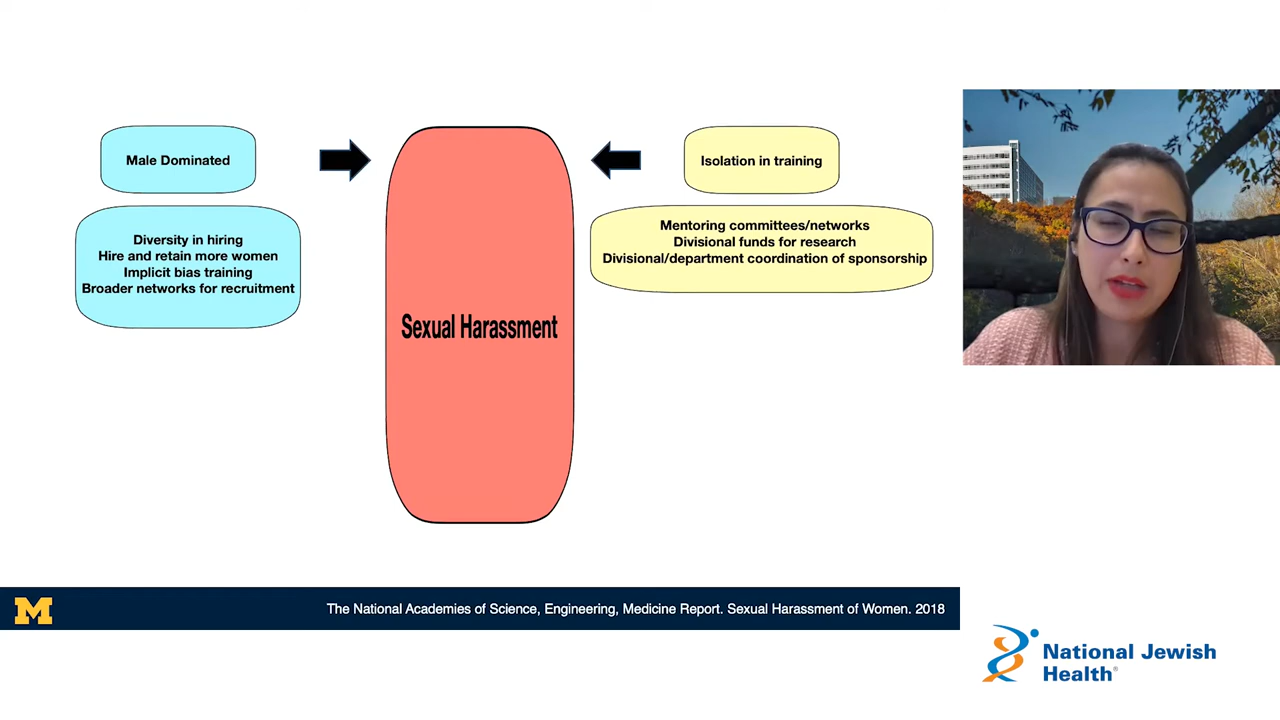 Male Dominated
Diversity in hiring
Hire and retain more women
Implicit bias training
Broader networks for recruitment
Sexual Harassment
Isolation in training
Mentoring committees/networks
Divisional funds for research
Divisional/department coordination of sponsorship
M
The National Academies of Science, Engineering, Medicine Report. Sexual Harassment of Women. 2018
National Jewish
Health®